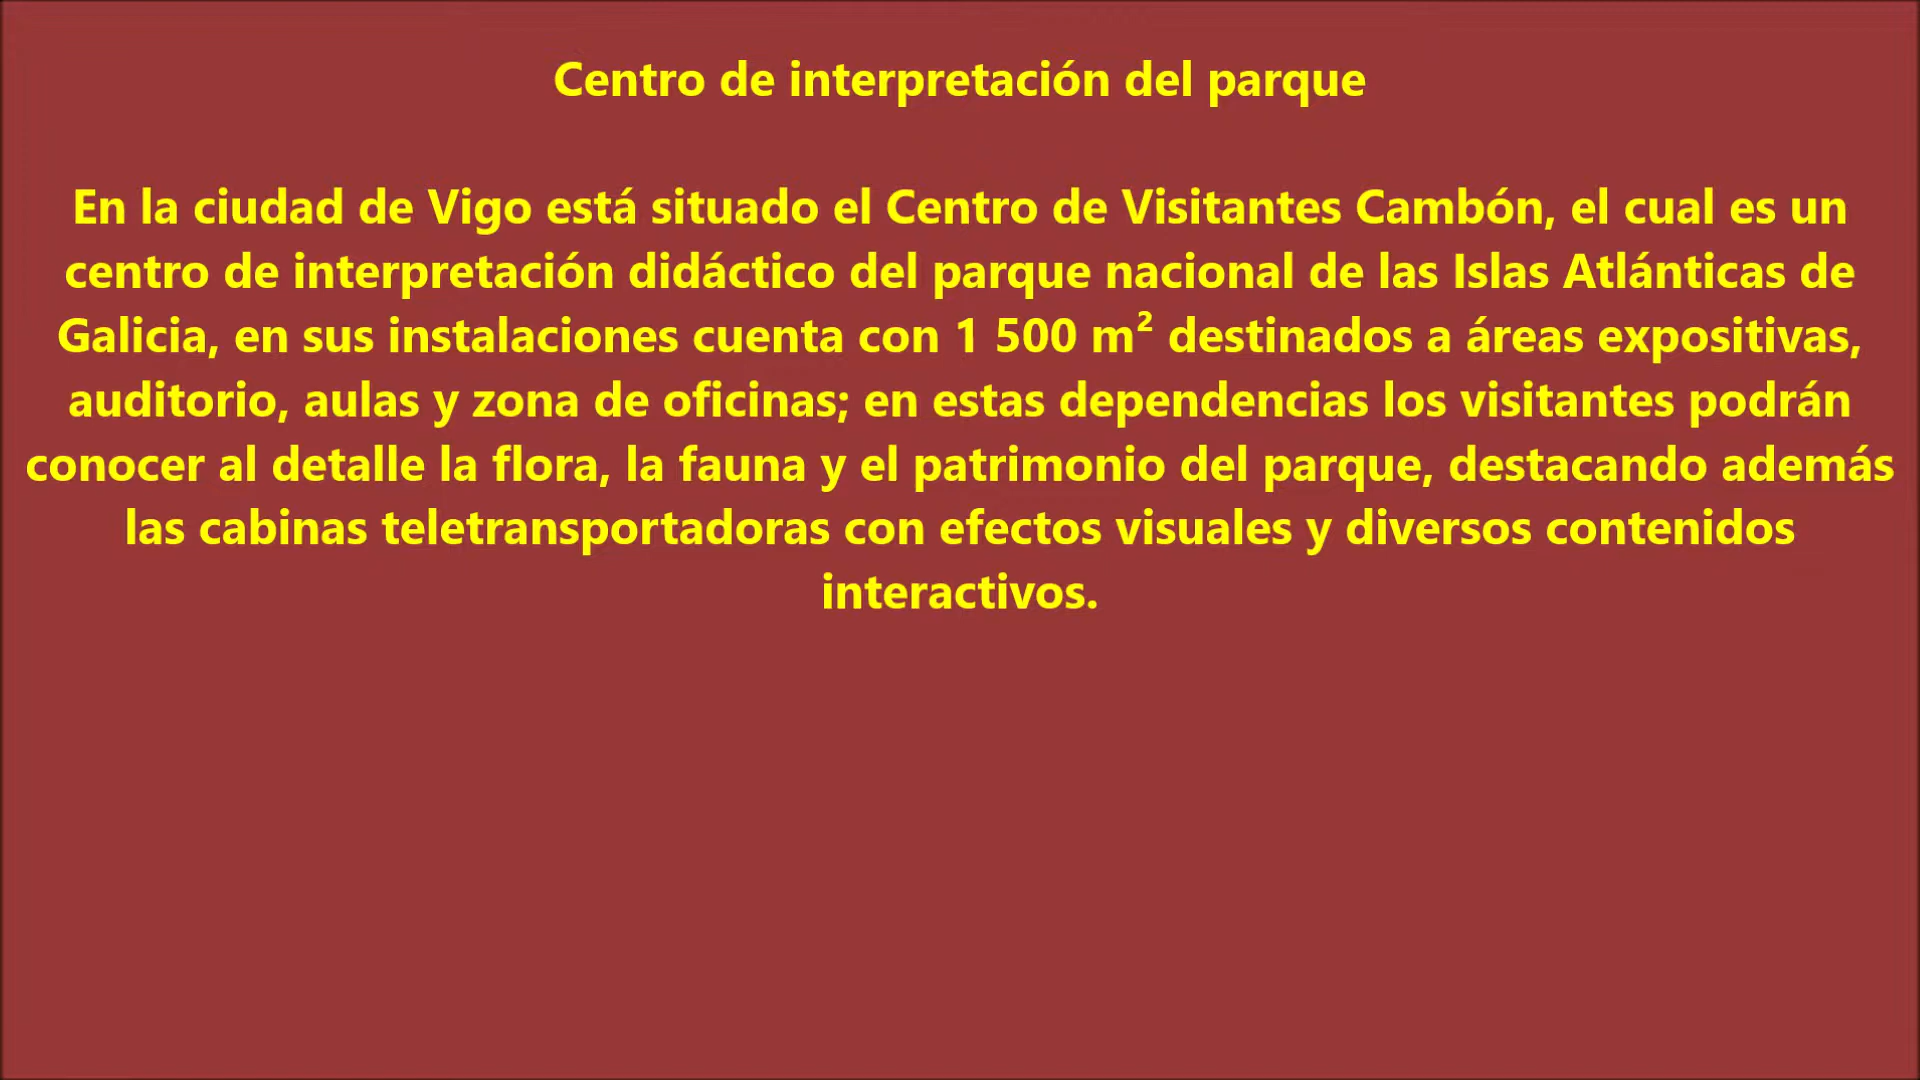 Centro de interpretación del parque
En la ciudad de Vigo está situado el Centro de Visitantes Cambón, el cual es un
centro de interpretación didáctico del parque nacional de las Islas Atlánticas de
Galicia, en sus instalaciones cuenta con 1 500 m² destinados a áreas expositivas,
auditorio, aulas y zona de oficinas; en estas dependencias los visitantes podrán
conocer al detalle la flora, la fauna y el patrimonio del parque, destacando además
las cabinas teletransportadoras con efectos visuales y diversos contenidos
interactivos.